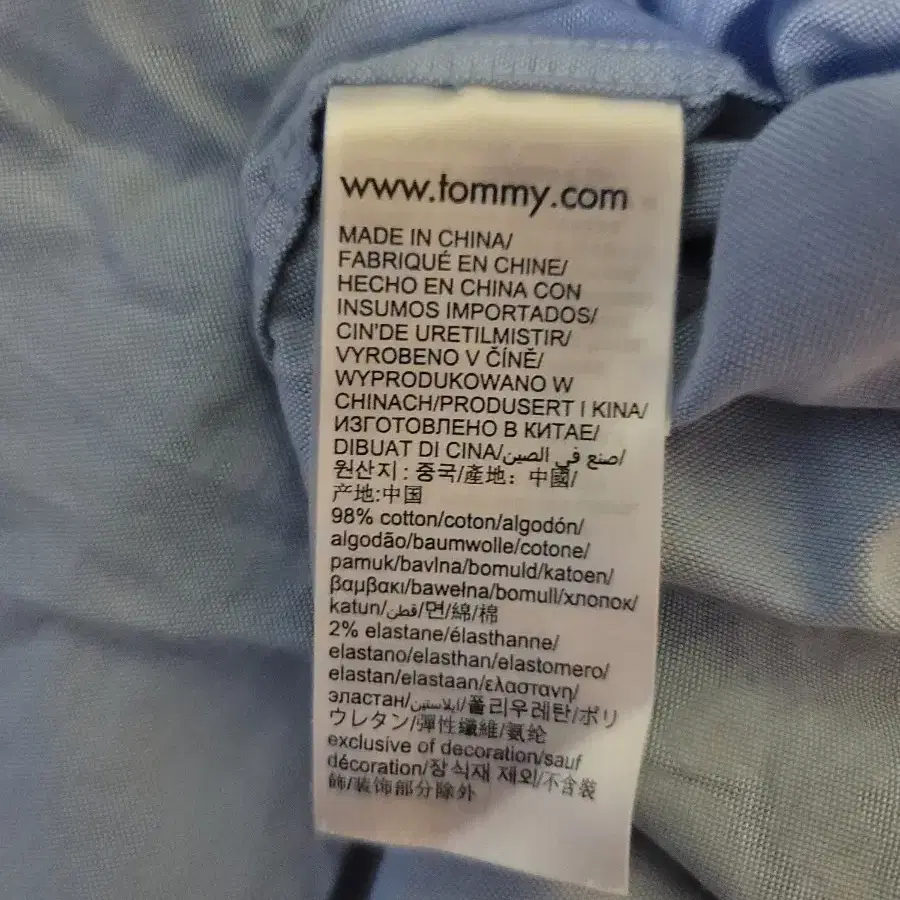 www.tommy.com
MADE IN CHINA/
FABRIQUÉ EN CHINE/
HECHO EN CHINA CON
INSUMOS IMPORTADOS/
CIN'DE URETILMISTIR/
VYROBENO V ČÍNĚ/
WYPRODUKOWANO W
CHINACH/PRODUSERT I KINA/
ИЗГОТОВЛЕНО В КИТАЕ/
DIBUAT DI CINA/صنع في الصين/
원산지 : 중국/產地: 中國/
产地:中国
98% cotton/coton/algodón/
algodão/baumwolle/cotone/
pamuk/bavlna/bomuld/katoen/
βαμβακι/bawełna/bomull/хлопок/
katun/قطن/면/綿/棉
2% elastane/élasthanne/
elastano/elasthan/elastomero/
elastan/elastaan/ελαστανη/
эластан/ايلاستين/폴리우레탄/ポリ
ウレタン/彈性纖維/氨纶
exclusive of decoration/sauf
décoration/장식재 제외/不含裝
飾/装饰部分除外